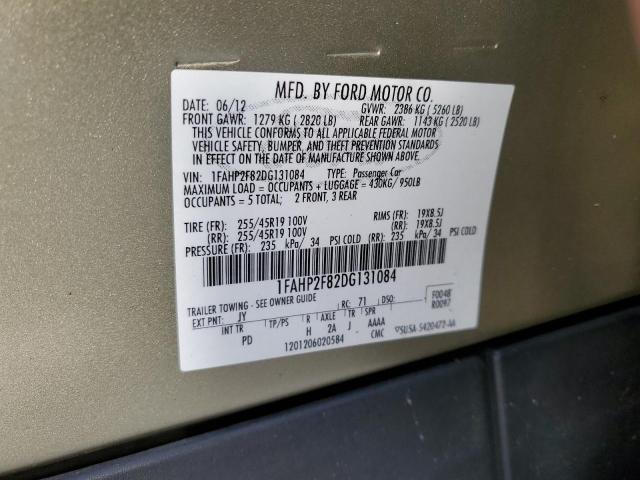 MFD. BY FORD MOTOR CO.
DATE: 06/12 GVWR: 2386 KG ( 5260 LB)
FRONT GAWR: 1279 KG ( 2820 LB) REAR GAWR: 1143 KG ( 2520 LB)
THIS VEHICLE CONFORMS TO ALL APPLICABLE FEDERAL MOTOR
VEHICLE SAFETY, BUMPER, AND THEFT PREVENTION STANDARDS
IN EFFECT ON THE DATE OF MANUFACTURE SHOWN ABOVE.
VIN: 1FAHP2F82DG131084 TYPE: Passenger Car
MAXIMUM LOAD = OCCUPANTS + LUGGAGE = 430KG/ 950LB
OCCUPANTS = 5 TOTAL; 2 FRONT, 3 REAR
TIRE (FR): 255/45R19 100V RIMS (FR): 19X8.5J
(RR): 255/45R19 100V (RR): 19X8.5J
PRESSURE (FR): 235 kPa/ 34 PSI COLD (RR): 235 kPa/ 34 PSI COLD
1FAHP2F82DG131084
TRAILER TOWING - SEE OWNER GUIDE RC: 71 DSO: F0048
EXT PNT: JY R0097
INT TR TP/PS R AXLE TR SPR
PD H 2A J AAAA
1201206020584 CMC SUSA-5420472-AA